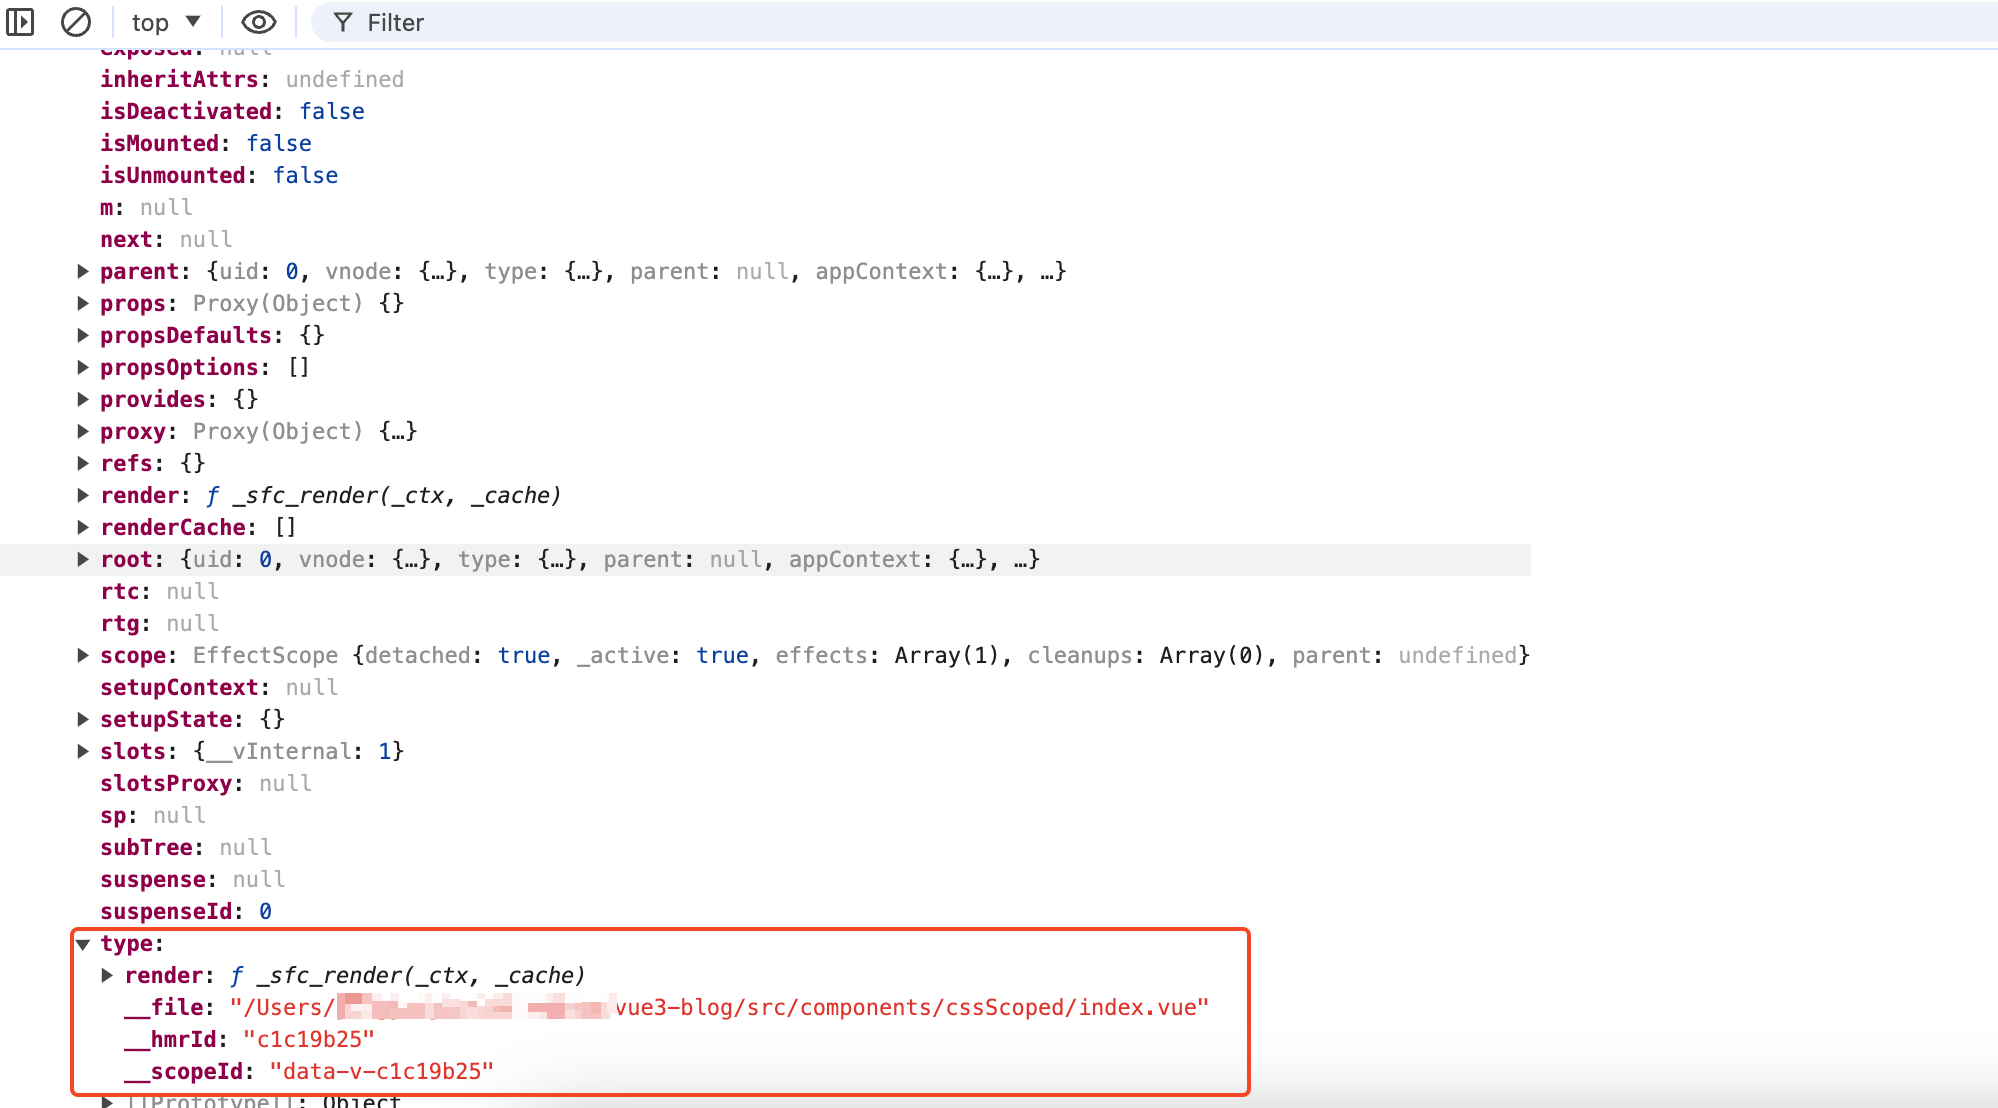 top
Filter
exposed: null
inheritAttrs: undefined
isDeactivated: false
isMounted: false
isUnmounted: false
m: null
next: null
parent: {uid: 0, vnode: {…}, type: {…}, parent: null, appContext: {…}, …}
props: Proxy(Object) {}
propsDefaults: {}
propsOptions: []
provides: {}
proxy: Proxy(Object) {…}
refs: {}
render: ƒ _sfc_render(_ctx, _cache)
renderCache: []
root: {uid: 0, vnode: {…}, type: {…}, parent: null, appContext: {…}, …}
rtc: null
rtg: null
scope: EffectScope {detached: true, _active: true, effects: Array(1), cleanups: Array(0), parent: undefined}
setupContext: null
setupState: {}
slots: {__vInternal: 1}
slotsProxy: null
sp: null
subTree: null
suspense: null
suspenseId: 0
type:
render: ƒ _sfc_render(_ctx, _cache)
__file: "/Users/ vue3-blog/src/components/cssScoped/index.vue"
__hmrId: "c1c19b25"
__scopeId: "data-v-c1c19b25"
[[Prototype]]: Object